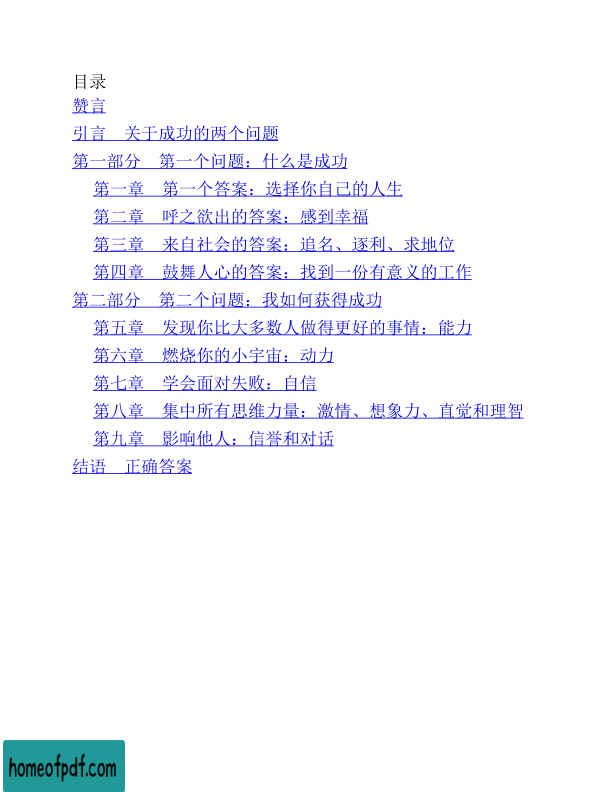 目录
赞言
引言　关于成功的两个问题
第一部分　第一个问题：什么是成功
第一章　第一个答案：选择你自己的人生
第二章　呼之欲出的答案：感到幸福
第三章　来自社会的答案：追名、逐利、求地位
第四章　鼓舞人心的答案：找到一份有意义的工作
第二部分　第二个问题：我如何获得成功
第五章　发现你比大多数人做得更好的事情：能力
第六章　燃烧你的小宇宙：动力
第七章　学会面对失败：自信
第八章　集中所有思维力量：激情、想象力、直觉和理智
第九章　影响他人：信誉和对话
结语　正确答案
homeofpdf.com